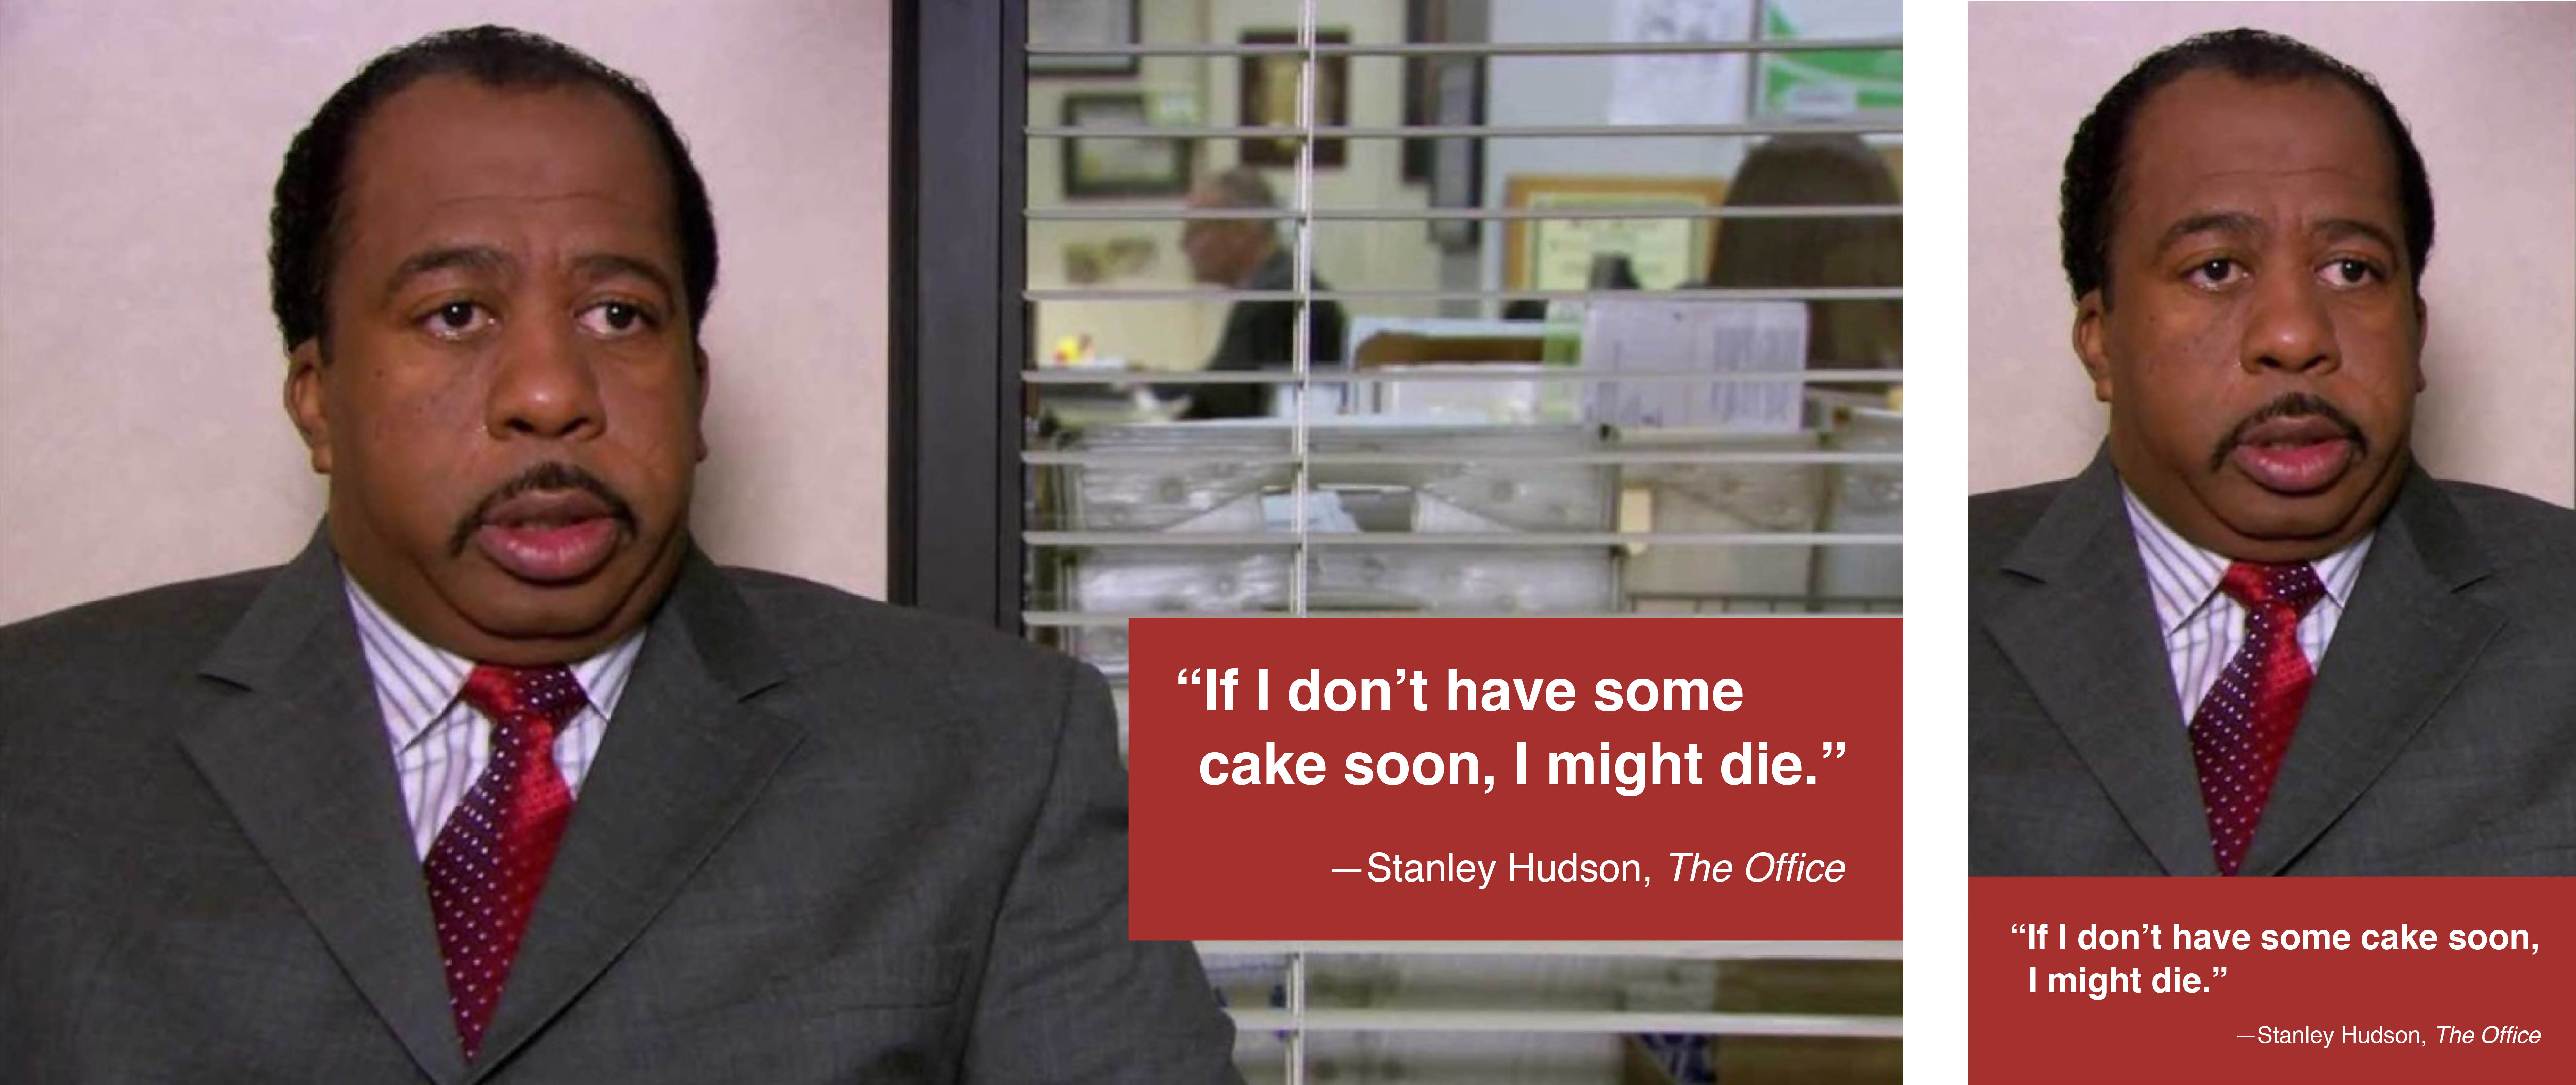 “If I don’t have some
cake soon, I might die.”
—Stanley Hudson, The Office
“If I don’t have some cake soon,
I might die.”
—Stanley Hudson, The Office